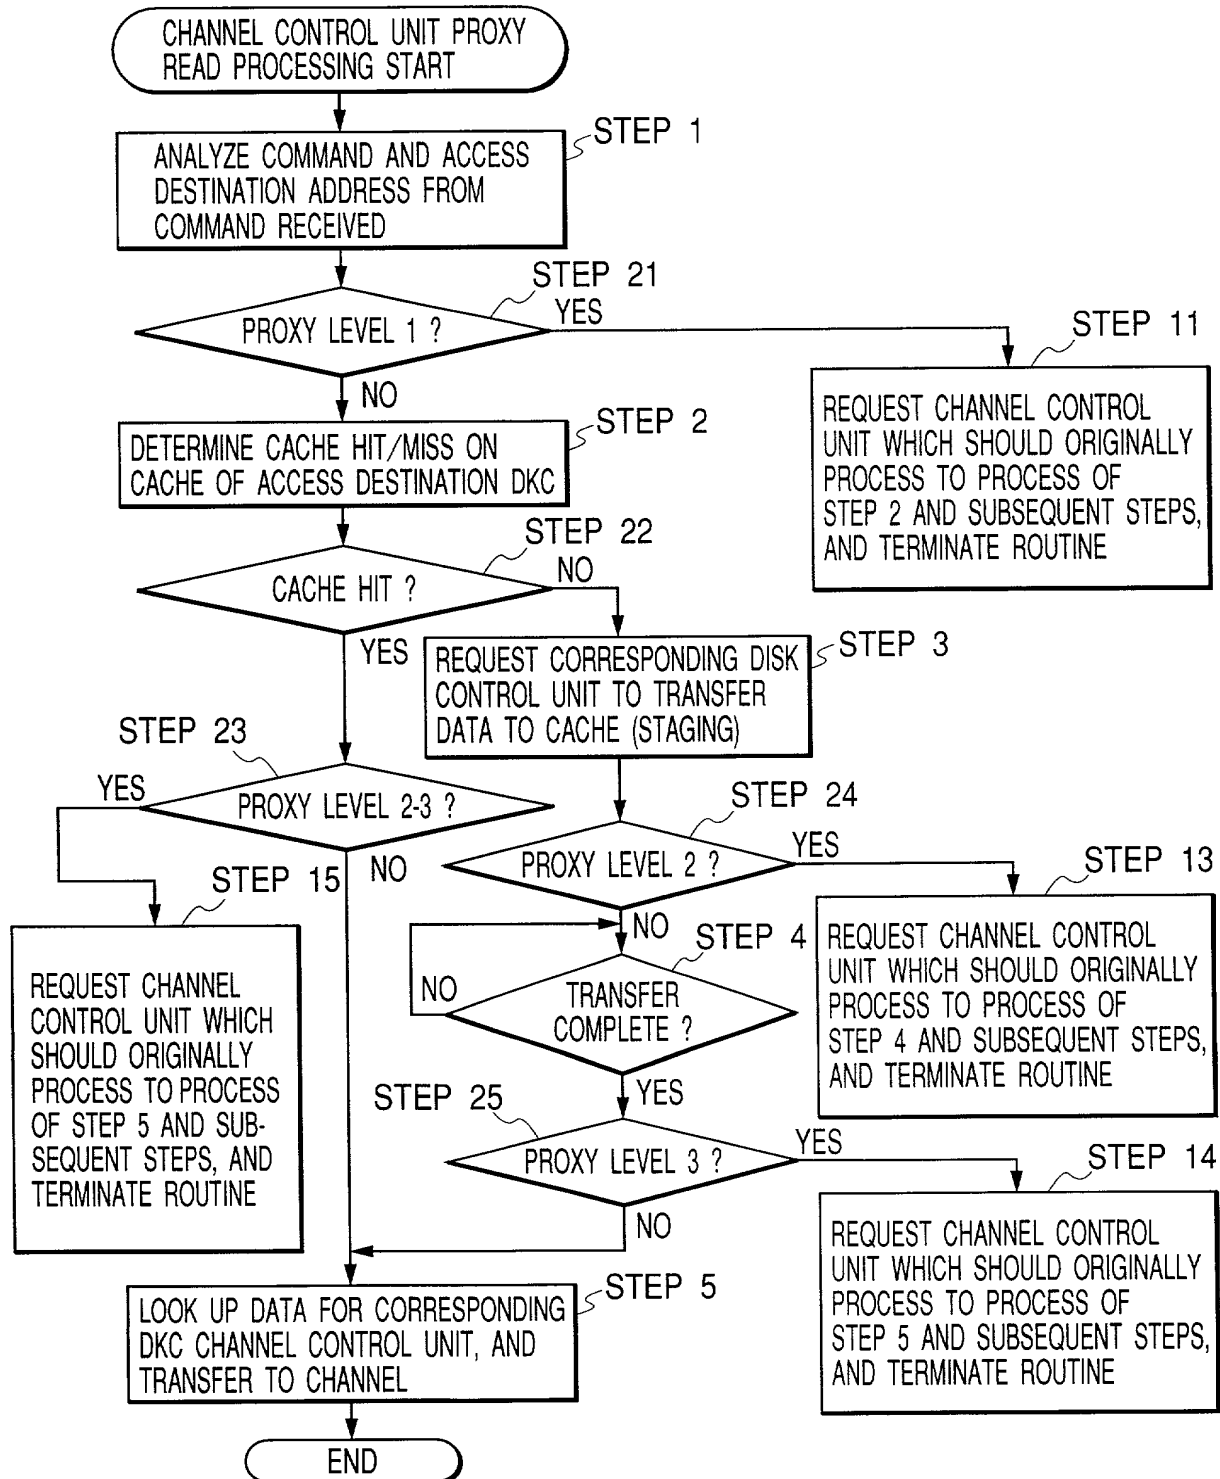 CHANNEL CONTROL UNIT PROXY
READ PROCESSING START
STEP 1
ANALYZE COMMAND AND ACCESS
DESTINATION ADDRESS FROM
COMMAND RECEIVED
STEP 21
PROXY LEVEL 1 ?
YES
NO
STEP 11
REQUEST CHANNEL CONTROL
UNIT WHICH SHOULD ORIGINALLY
PROCESS TO PROCESS OF
STEP 2 AND SUBSEQUENT STEPS,
AND TERMINATE ROUTINE
STEP 2
DETERMINE CACHE HIT/MISS ON
CACHE OF ACCESS DESTINATION DKC
STEP 22
CACHE HIT ?
NO
YES
STEP 3
REQUEST CORRESPONDING DISK
CONTROL UNIT TO TRANSFER
DATA TO CACHE (STAGING)
STEP 23
YES
PROXY LEVEL 2-3 ?
NO
STEP 24
PROXY LEVEL 2 ?
YES
NO
STEP 15
REQUEST CHANNEL
CONTROL UNIT WHICH
SHOULD ORIGINALLY
PROCESS TO PROCESS
OF STEP 5 AND SUB-
SEQUENT STEPS, AND
TERMINATE ROUTINE
STEP 13
REQUEST CHANNEL CONTROL
UNIT WHICH SHOULD ORIGINALLY
PROCESS TO PROCESS OF
STEP 4 AND SUBSEQUENT STEPS,
AND TERMINATE ROUTINE
STEP 4
NO
TRANSFER
COMPLETE ?
YES
STEP 25
PROXY LEVEL 3 ?
YES
NO
STEP 14
REQUEST CHANNEL CONTROL
UNIT WHICH SHOULD ORIGINALLY
PROCESS TO PROCESS OF
STEP 5 AND SUBSEQUENT STEPS,
AND TERMINATE ROUTINE
STEP 5
LOOK UP DATA FOR CORRESPONDING
DKC CHANNEL CONTROL UNIT, AND
TRANSFER TO CHANNEL
END